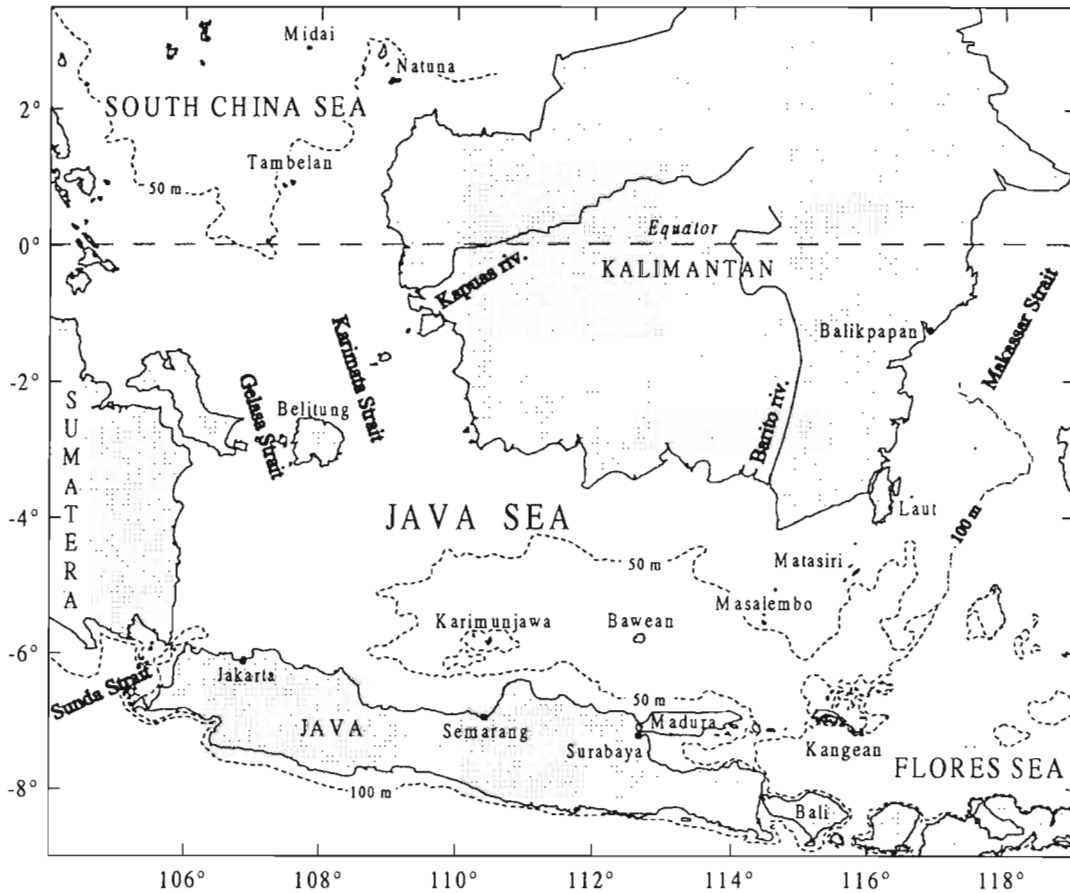 Midai
Natuna
2°
SOUTH CHINA SEA
Tambelan
50 m
0°
Equator
KALIMANTAN
Kapuas riv.
Karimata Strait
Makassar Strait
Balikpapan
-2°
SUMATERA
Gelasa Strait
Belitung
Barito riv.
-4°
JAVA SEA
Laut
100 m
50 m
Matasiri
Masalembo
Karimunjawa
Bawean
-6°
Sunda Strait
Jakarta
50 m
JAVA
Semarang
Madura
Surabaya
Kangean
FLORES SEA
-8°
100 m
Bali
106°
108°
110°
112°
114°
116°
118°